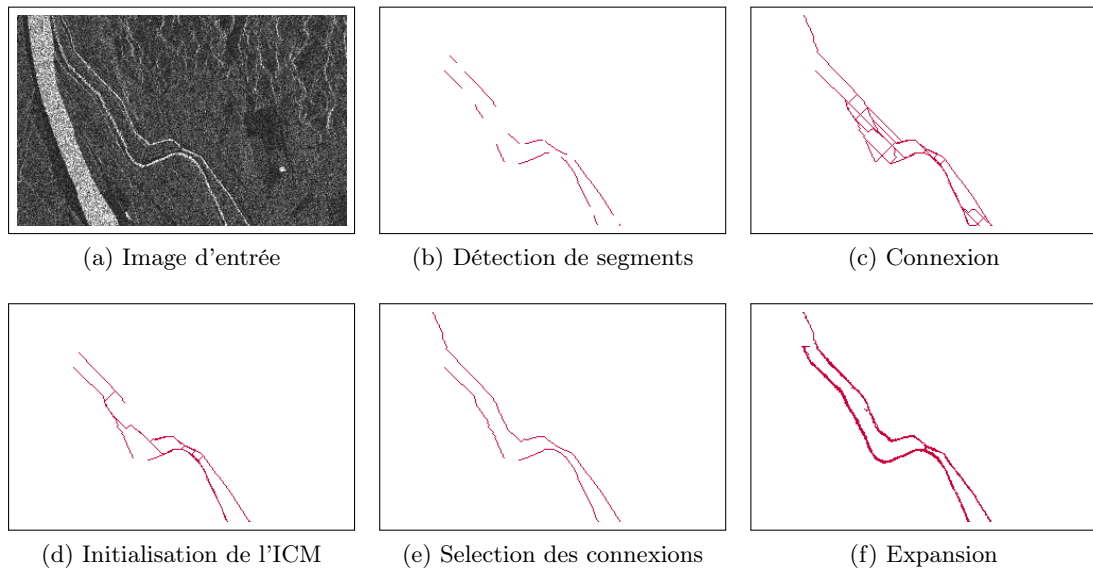 (a) Image d'entrée
(b) Détection de segments
(c) Connexion
(d) Initialisation de l'ICM
(e) Selection des connexions
(f) Expansion